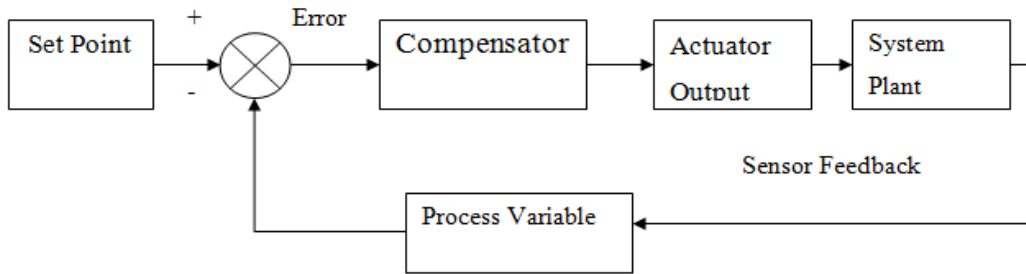 +
Error
Set Point
Compensator
Actuator
Output
System
Plant
-
Sensor Feedback
Process Variable